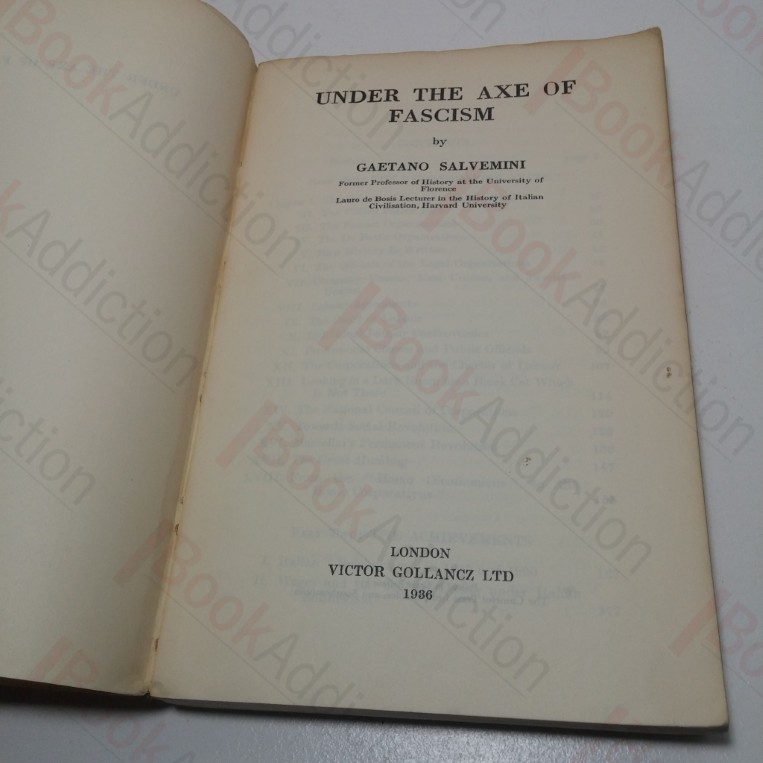 UNDER THE AXE OF
FASCISM
by
GAETANO SALVEMINI
Former Professor of History at the University of
Florence
Lauro de Bosis Lecturer in the History of Italian
Civilisation, Harvard University
LONDON
VICTOR GOLLANCZ LTD
1936
BookAddiction